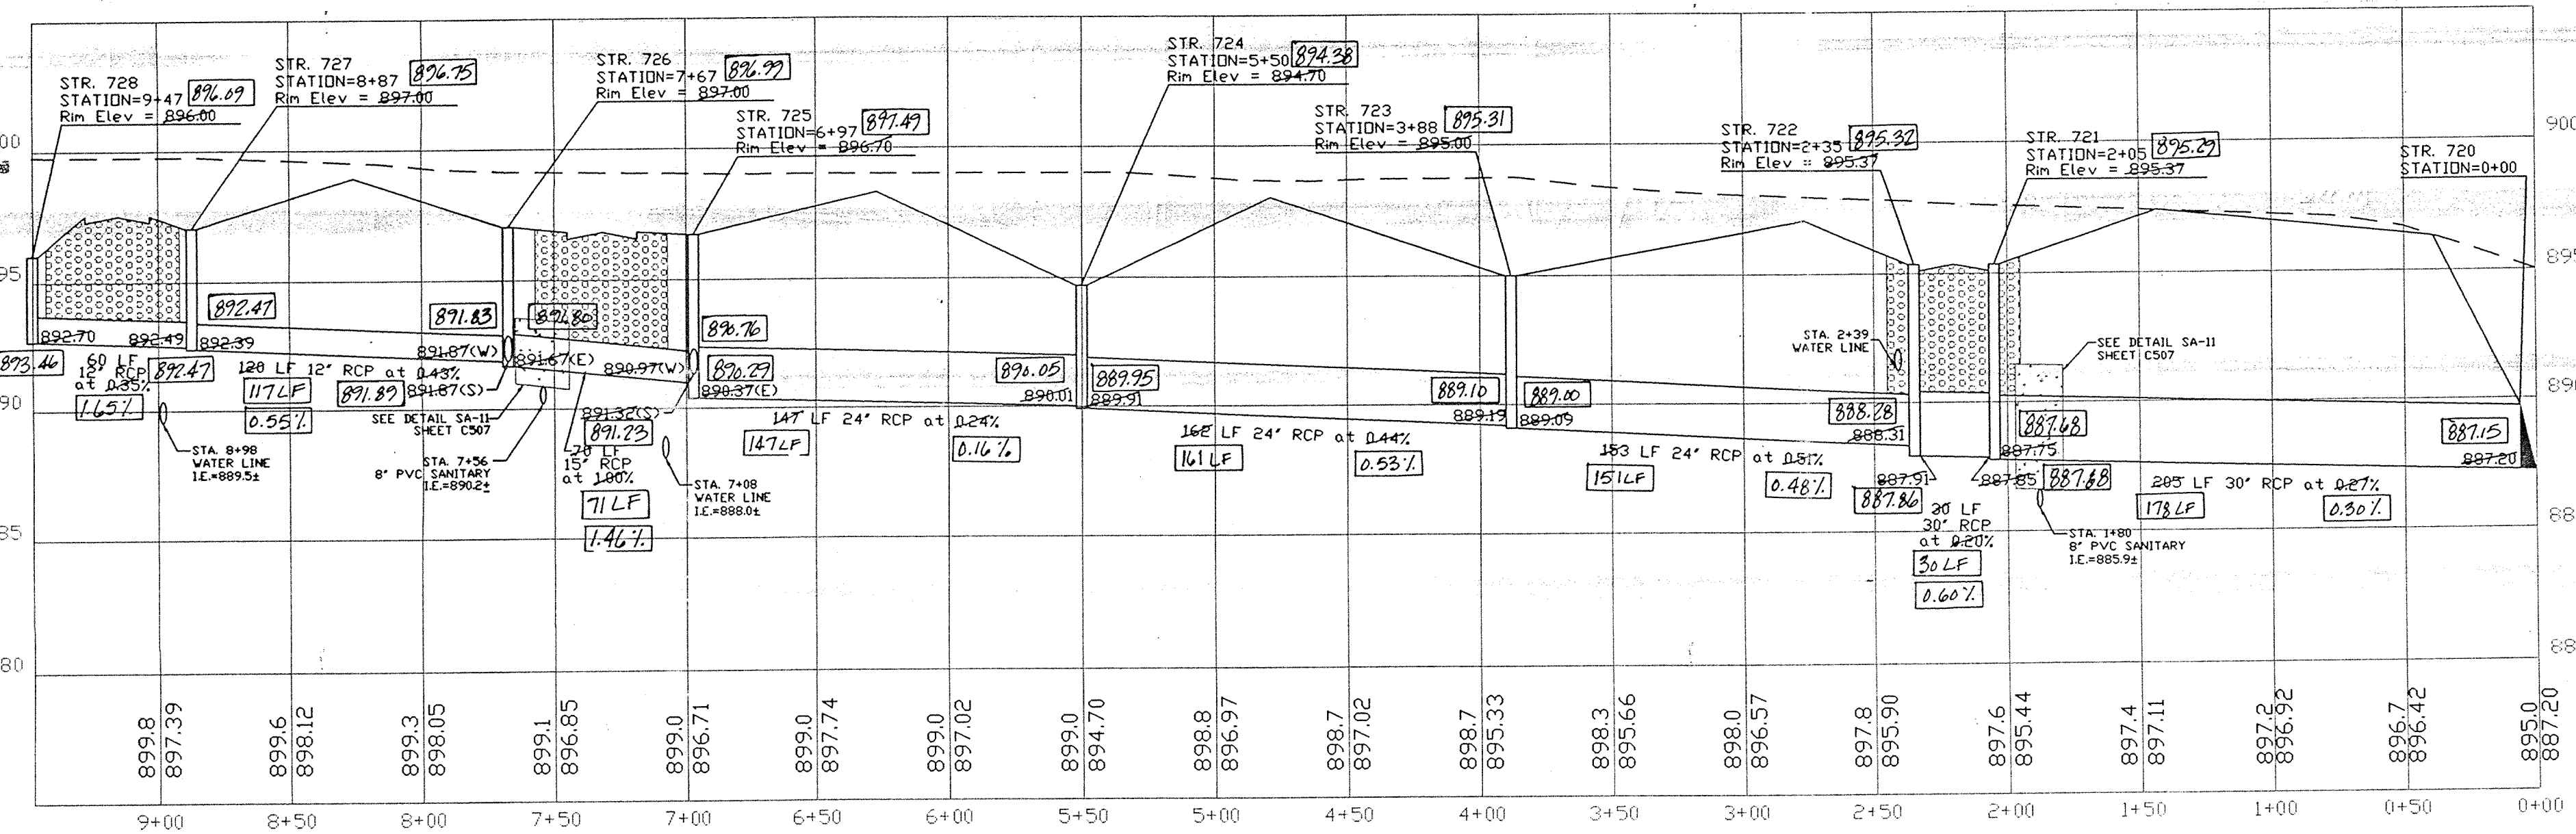 STR. 728
STATION=9+47 896.09
Rim Elev = 896.00
STR. 727
STATION=8+87 896.75
Rim Elev = 897.00
STR. 726
STATION=7+67 896.99
Rim Elev = 897.00
STR. 725
STATION=6+97 897.49
Rim Elev = 896.70
STR. 724
STATION=5+50 894.38
Rim Elev = 894.70
STR. 723
STATION=3+88 895.31
Rim Elev = 895.00
STR. 722
STATION=2+35 895.32
Rim Elev = 895.37
STR. 721
STATION=2+05 895.29
Rim Elev = 895.37
STR. 720
STATION=0+00
00
95
90
85
80
900
895
890
88
88
892.70
893.46
60 LF
12" RCP
at 0.35%
1.65%
892.49
892.47
892.39
892.47
120 LF 12" RCP at 0.43%
117 LF
0.55%
STA. 8+98
WATER LINE
I.E.=889.5±
891.83
891.87(W)
891.89
891.87(S)
891.67(E)
SEE DETAIL SA-11
SHEET C507
STA. 7+56
8" PVC SANITARY
I.E.=890.2±
890.97(W)
891.32(S)
891.23
70 LF
15" RCP
at 1.00%
71 LF
1.46%
890.76
890.29
890.37(E)
STA. 7+08
WATER LINE
I.E.=888.0±
147 LF 24" RCP at 0.24%
147 LF
0.16%
890.05
890.01
889.95
889.91
162 LF 24" RCP at 0.44%
161 LF
0.53%
889.10
889.19
889.00
889.09
153 LF 24" RCP at 0.51%
151 LF
0.48%
STA. 2+39
WATER LINE
888.28
888.31
887.91
887.86
30 LF
30" RCP
at 0.20%
30 LF
0.60%
887.85
887.68
887.68
887.75
SEE DETAIL SA-11
SHEET C507
STA. 1+80
8" PVC SANITARY
I.E.=885.9±
205 LF 30" RCP at 0.27%
178 LF
0.30%
887.15
887.20
899.8
897.39
899.6
898.12
899.3
898.05
899.1
896.85
899.0
896.71
899.0
897.74
899.0
897.02
899.0
894.70
898.8
896.97
898.7
897.02
898.7
895.33
898.3
895.66
898.0
896.57
897.8
895.90
897.6
895.44
897.4
897.11
897.2
896.92
896.7
896.42
895.0
887.20
9+00 8+50 8+00 7+50 7+00 6+50 6+00 5+50 5+00 4+50 4+00 3+50 3+00 2+50 2+00 1+50 1+00 0+50 0+00